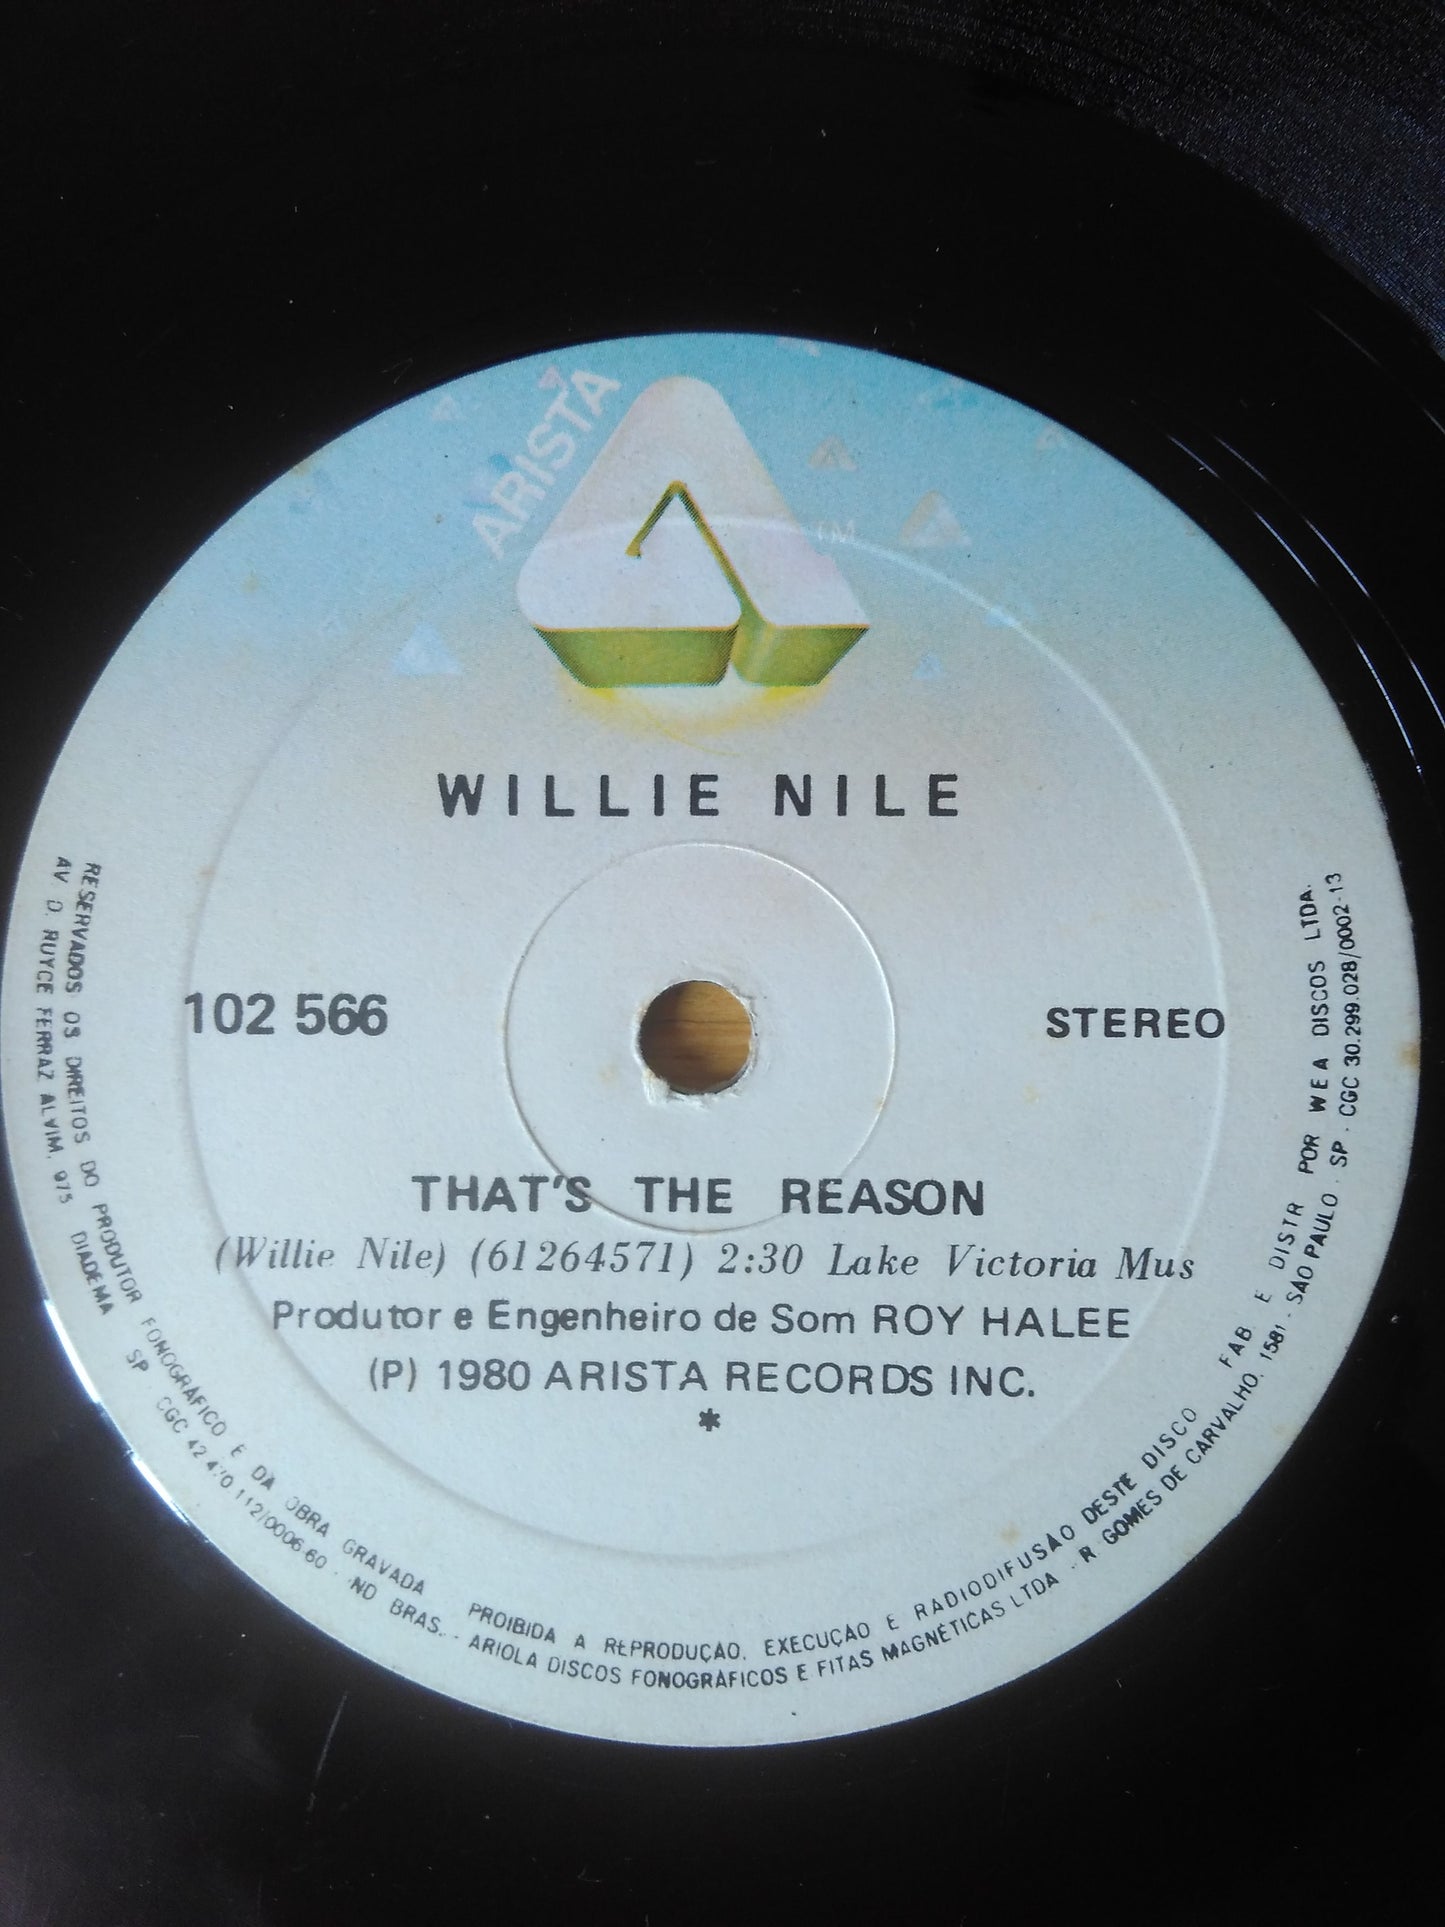 ARISTA
TM
WILLIE NILE
102 566
STEREO
THAT'S THE REASON
(Willie Nile) (61264571) 2:30 Lake Victoria Mus
Produtor e Engenheiro de Som ROY HALEE
(P) 1980 ARISTA RECORDS INC.
*
RESERVADOS OS DIREITOS DO PRODUTOR FONOGRÁFICO E DA OBRA GRAVADA PROIBIDA A REPRODUÇÃO, EXECUÇÃO E RADIODIFUSÃO DESTE DISCO FAB. E DISTR POR WEA DISCOS LTDA.
AV D. RUYCE FERRAZ ALVIM, 975 DIADEMA SP - CGC 42.470.112/0006-60 - IND BRAS. - ARIOLA DISCOS FONOGRÁFICOS E FITAS MAGNÉTICAS LTDA - R GOMES DE CARVALHO, 1581 - SÃO PAULO - SP - CGC 30.299.028/0002-13